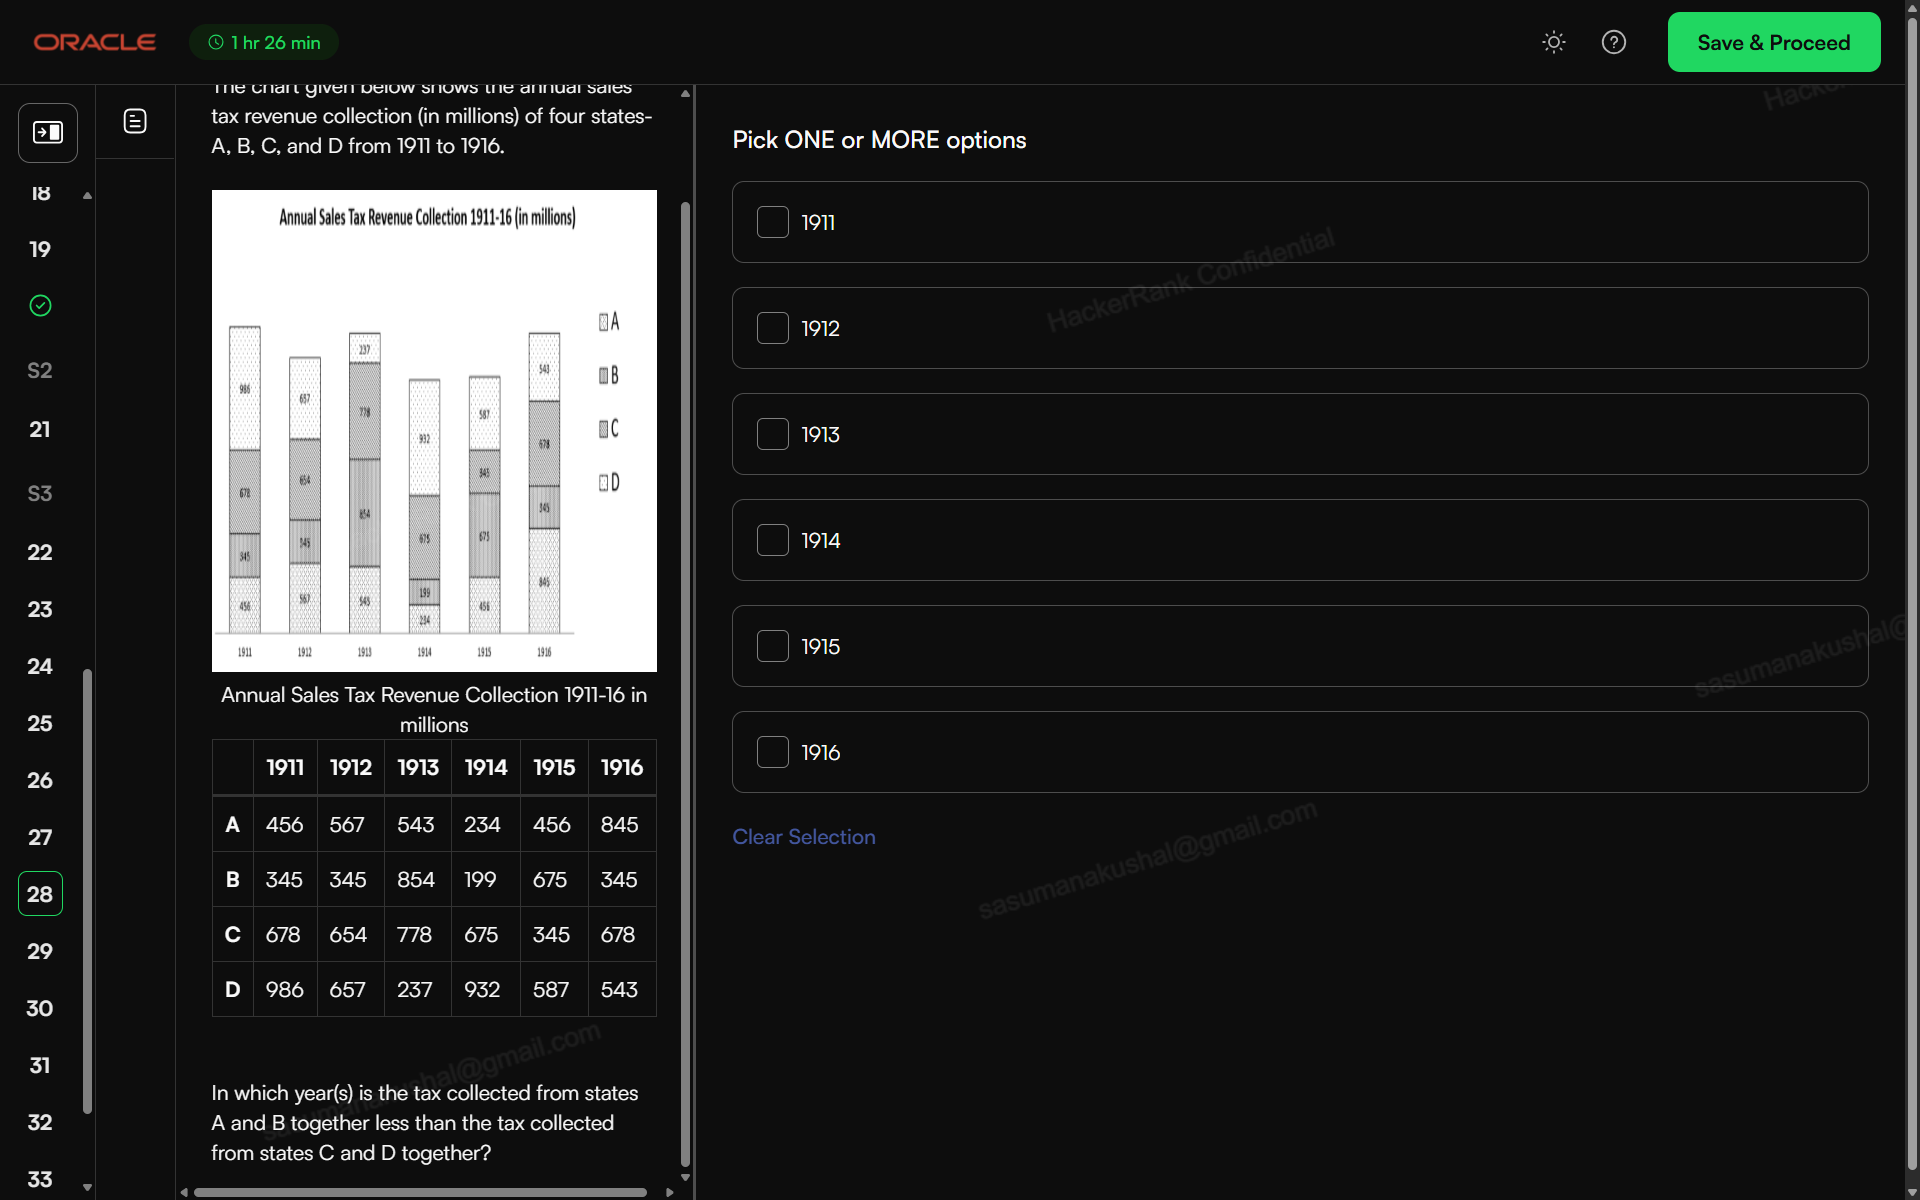 ORACLE
1 hr 26 min
Save & Proceed
18
19
S2
21
S3
22
23
24
25
26
27
28
29
30
31
32
33
The chart given below shows the annual sales
tax revenue collection (in millions) of four states-
A, B, C, and D from 1911 to 1916.
Annual Sales Tax Revenue Collection 1911-16 (in millions)
986 678 345 456
657 654 345 567
237 778 854 543
932 675 199 234
587 345 675 456
543 678 345 845
A
B
C
D
1911 1912 1913 1914 1915 1916
Annual Sales Tax Revenue Collection 1911-16 in
millions
1911 1912 1913 1914 1915 1916
A 456 567 543 234 456 845
B 345 345 854 199 675 345
C 678 654 778 675 345 678
D 986 657 237 932 587 543
In which year(s) is the tax collected from states
A and B together less than the tax collected
from states C and D together?
Pick ONE or MORE options
1911
1912
1913
1914
1915
1916
Clear Selection
HackerRank Confidential
sasumanakushal@gmail.com